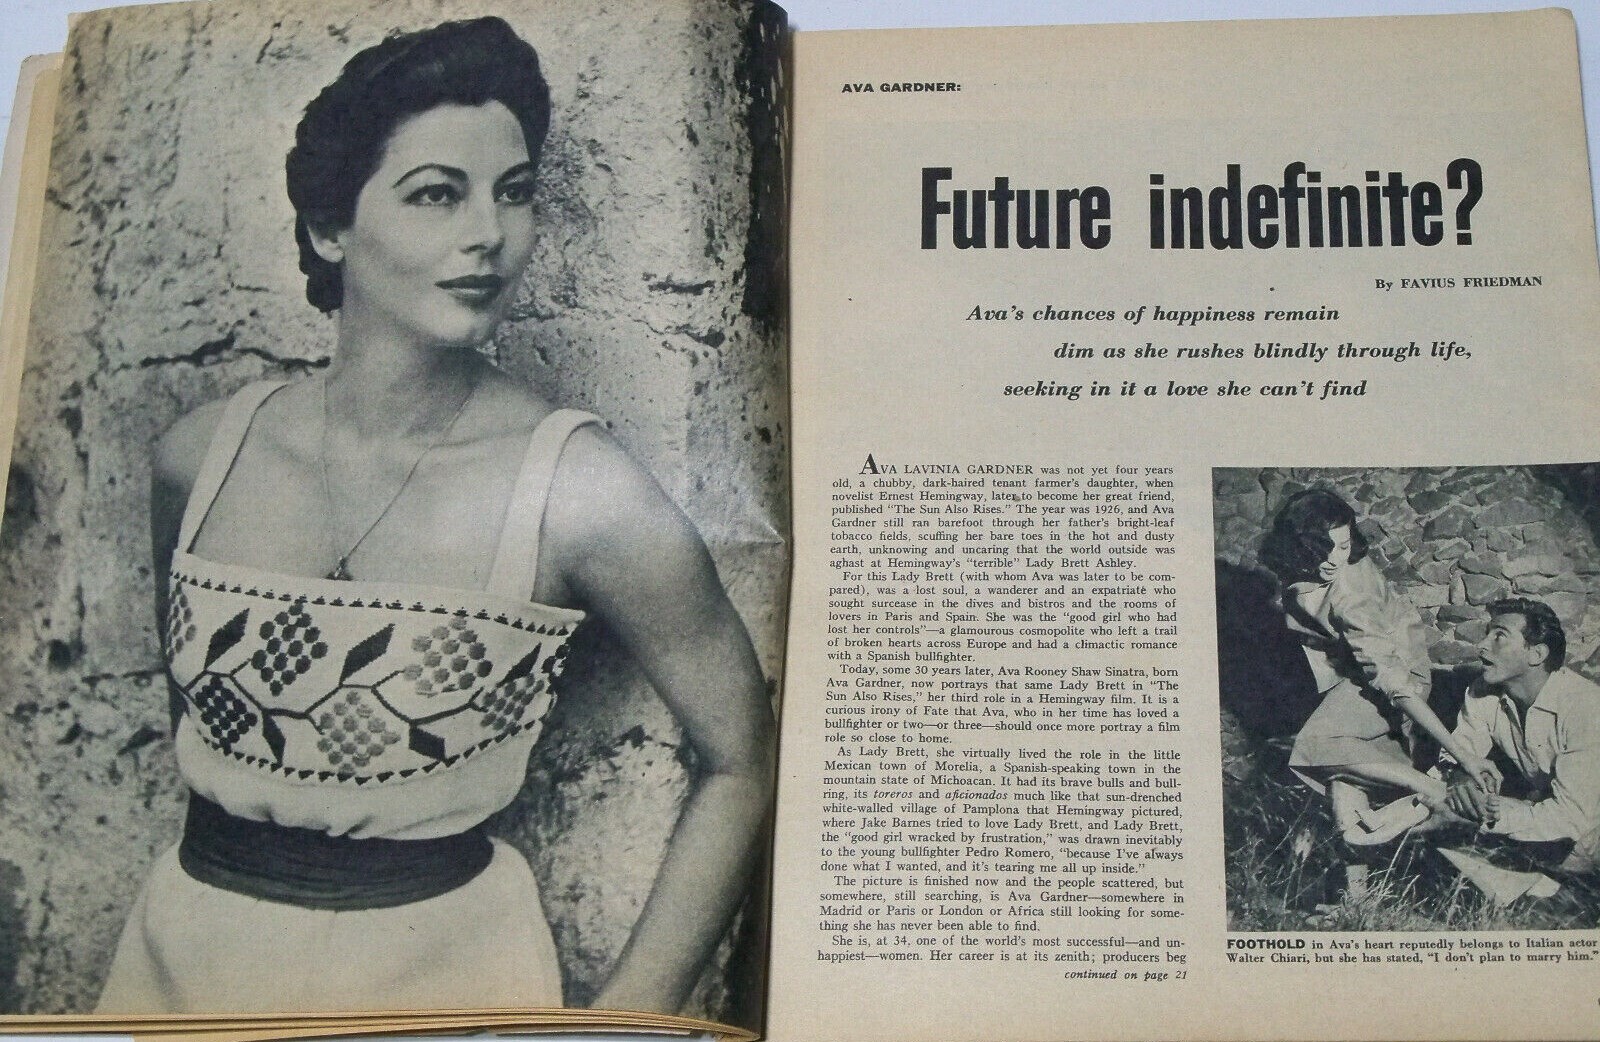 AVA GARDNER:
Future indefinite?
By FAVIUS FRIEDMAN
Ava's chances of happiness remain
dim as she rushes blindly through life,
seeking in it a love she can't find
AVA LAVINIA GARDNER was not yet four years
old, a chubby, dark-haired tenant farmer's daughter, when
novelist Ernest Hemingway, later to become her great friend,
published "The Sun Also Rises." The year was 1926, and Ava
Gardner still ran barefoot through her father's bright-leaf
tobacco fields, scuffing her bare toes in the hot and dusty
earth, unknowing and uncaring that the world outside was
aghast at Hemingway's "terrible" Lady Brett Ashley.
For this Lady Brett (with whom Ava was later to be com-
pared), was a lost soul, a wanderer and an expatriate who
sought surcease in the dives and bistros and the rooms of
lovers in Paris and Spain. She was the "good girl who had
lost her controls"—a glamourous cosmopolite who left a trail
of broken hearts across Europe and had a climactic romance
with a Spanish bullfighter.
Today, some 30 years later, Ava Rooney Shaw Sinatra, born
Ava Gardner, now portrays that same Lady Brett in "The
Sun Also Rises," her third role in a Hemingway film. It is a
curious irony of Fate that Ava, who in her time has loved a
bullfighter or two—or three—should once more portray a film
role so close to home.
As Lady Brett, she virtually lived the role in the little
Mexican town of Morelia, a Spanish-speaking town in the
mountain state of Michoacan. It had its brave bulls and bull-
ring, its toreros and aficionados much like that sun-drenched
white-walled village of Pamplona that Hemingway pictured,
where Jake Barnes tried to love Lady Brett, and Lady Brett,
the "good girl wracked by frustration," was drawn inevitably
to the young bullfighter Pedro Romero, "because I've always
done what I wanted, and it's tearing me all up inside."
The picture is finished now and the people scattered, but
somewhere, still searching, is Ava Gardner—somewhere in
Madrid or Paris or London or Africa still looking for some-
thing she has never been able to find.
She is, at 34, one of the world's most successful—and un-
happiest—women. Her career is at its zenith; producers beg
continued on page 21
FOOTHOLD in Ava's heart reputedly belongs to Italian actor
Walter Chiari, but she has stated, "I don't plan to marry him."